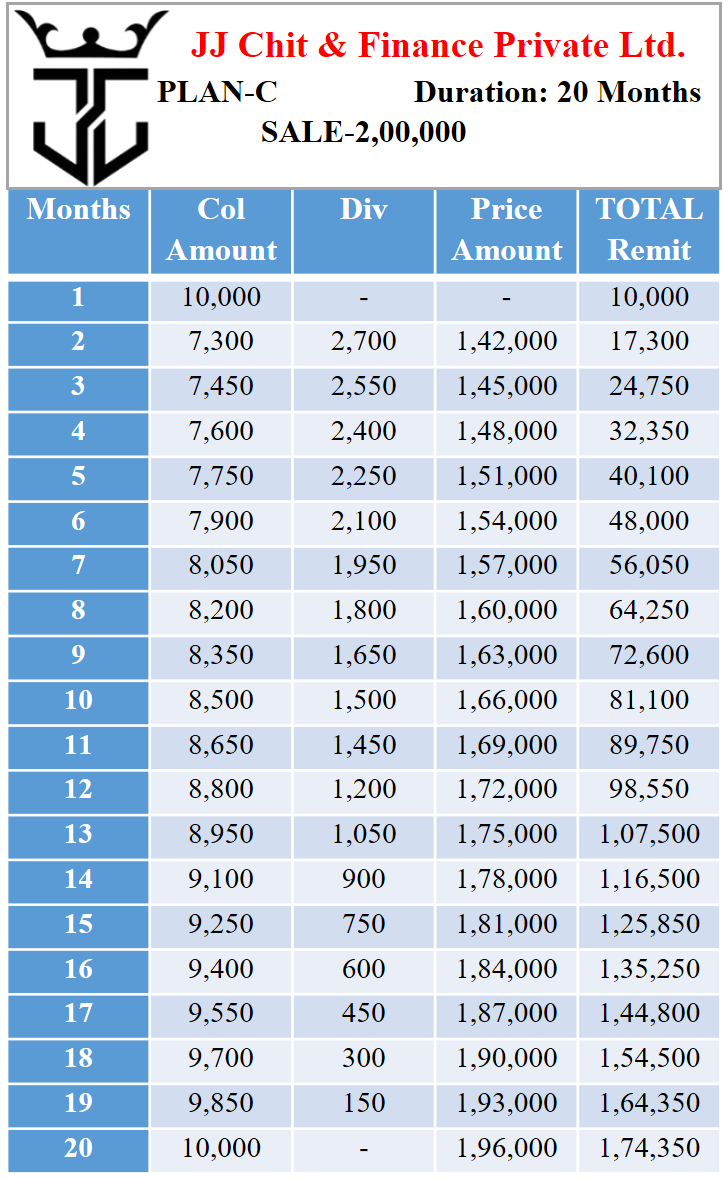 JJ Chit & Finance Private Ltd.
PLAN-C Duration: 20 Months
SALE-2,00,000
Months Col Amount Div Price Amount TOTAL Remit
1 10,000 - - 10,000
2 7,300 2,700 1,42,000 17,300
3 7,450 2,550 1,45,000 24,750
4 7,600 2,400 1,48,000 32,350
5 7,750 2,250 1,51,000 40,100
6 7,900 2,100 1,54,000 48,000
7 8,050 1,950 1,57,000 56,050
8 8,200 1,800 1,60,000 64,250
9 8,350 1,650 1,63,000 72,600
10 8,500 1,500 1,66,000 81,100
11 8,650 1,450 1,69,000 89,750
12 8,800 1,200 1,72,000 98,550
13 8,950 1,050 1,75,000 1,07,500
14 9,100 900 1,78,000 1,16,500
15 9,250 750 1,81,000 1,25,850
16 9,400 600 1,84,000 1,35,250
17 9,550 450 1,87,000 1,44,800
18 9,700 300 1,90,000 1,54,500
19 9,850 150 1,93,000 1,64,350
20 10,000 - 1,96,000 1,74,350